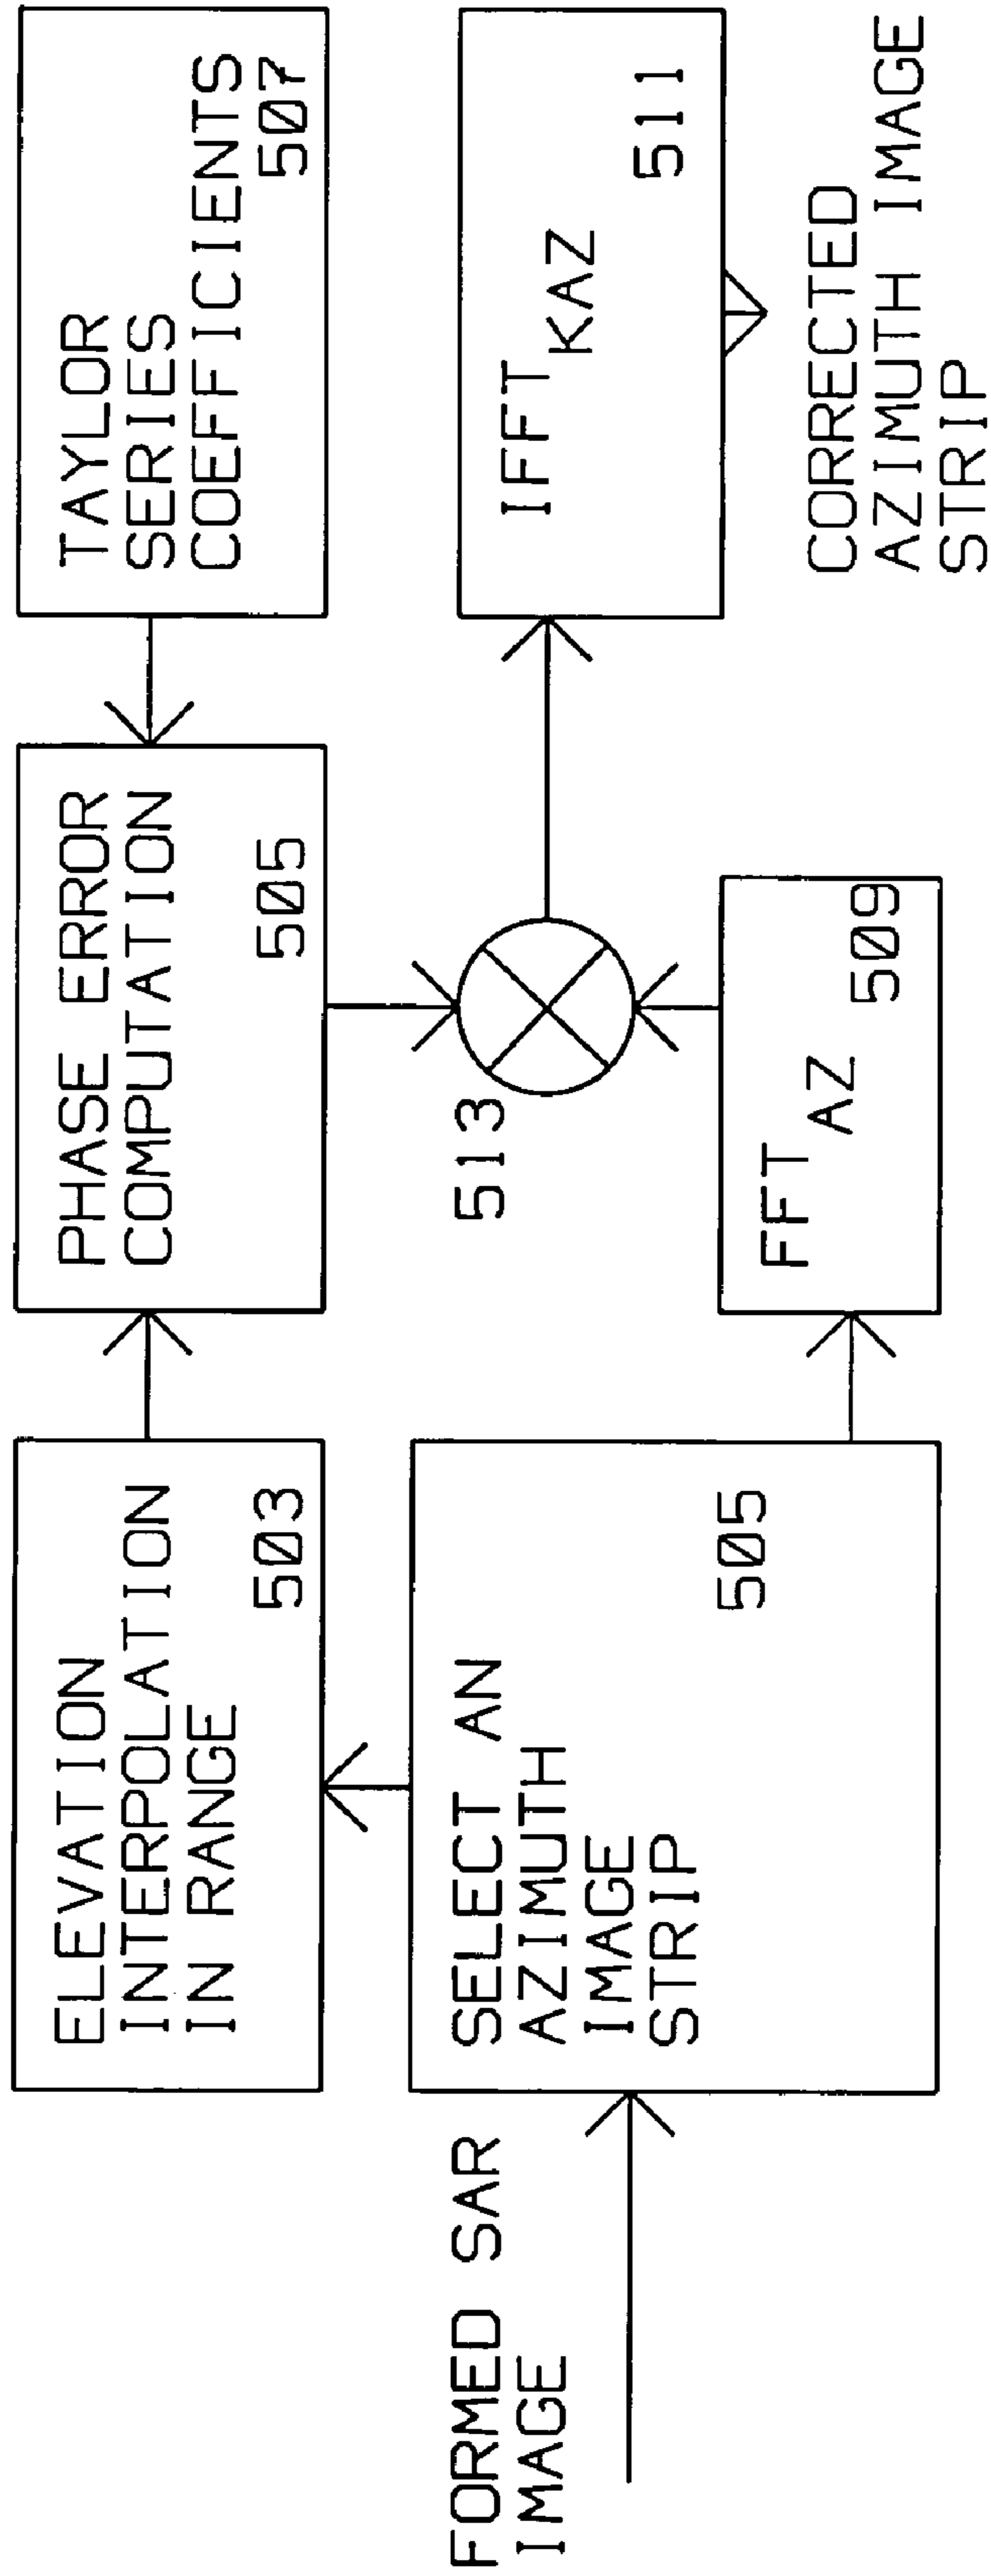 FORMED SAR
IMAGE
SELECT AN
AZIMUTH
IMAGE
STRIP
505
ELEVATION
INTERPOLATION
IN RANGE
503
PHASE ERROR
COMPUTATION
505
TAYLOR
SERIES
COEFFICIENTS
507
513
FFT AZ
509
IFFT KAZ
511
CORRECTED
AZIMUTH IMAGE
STRIP